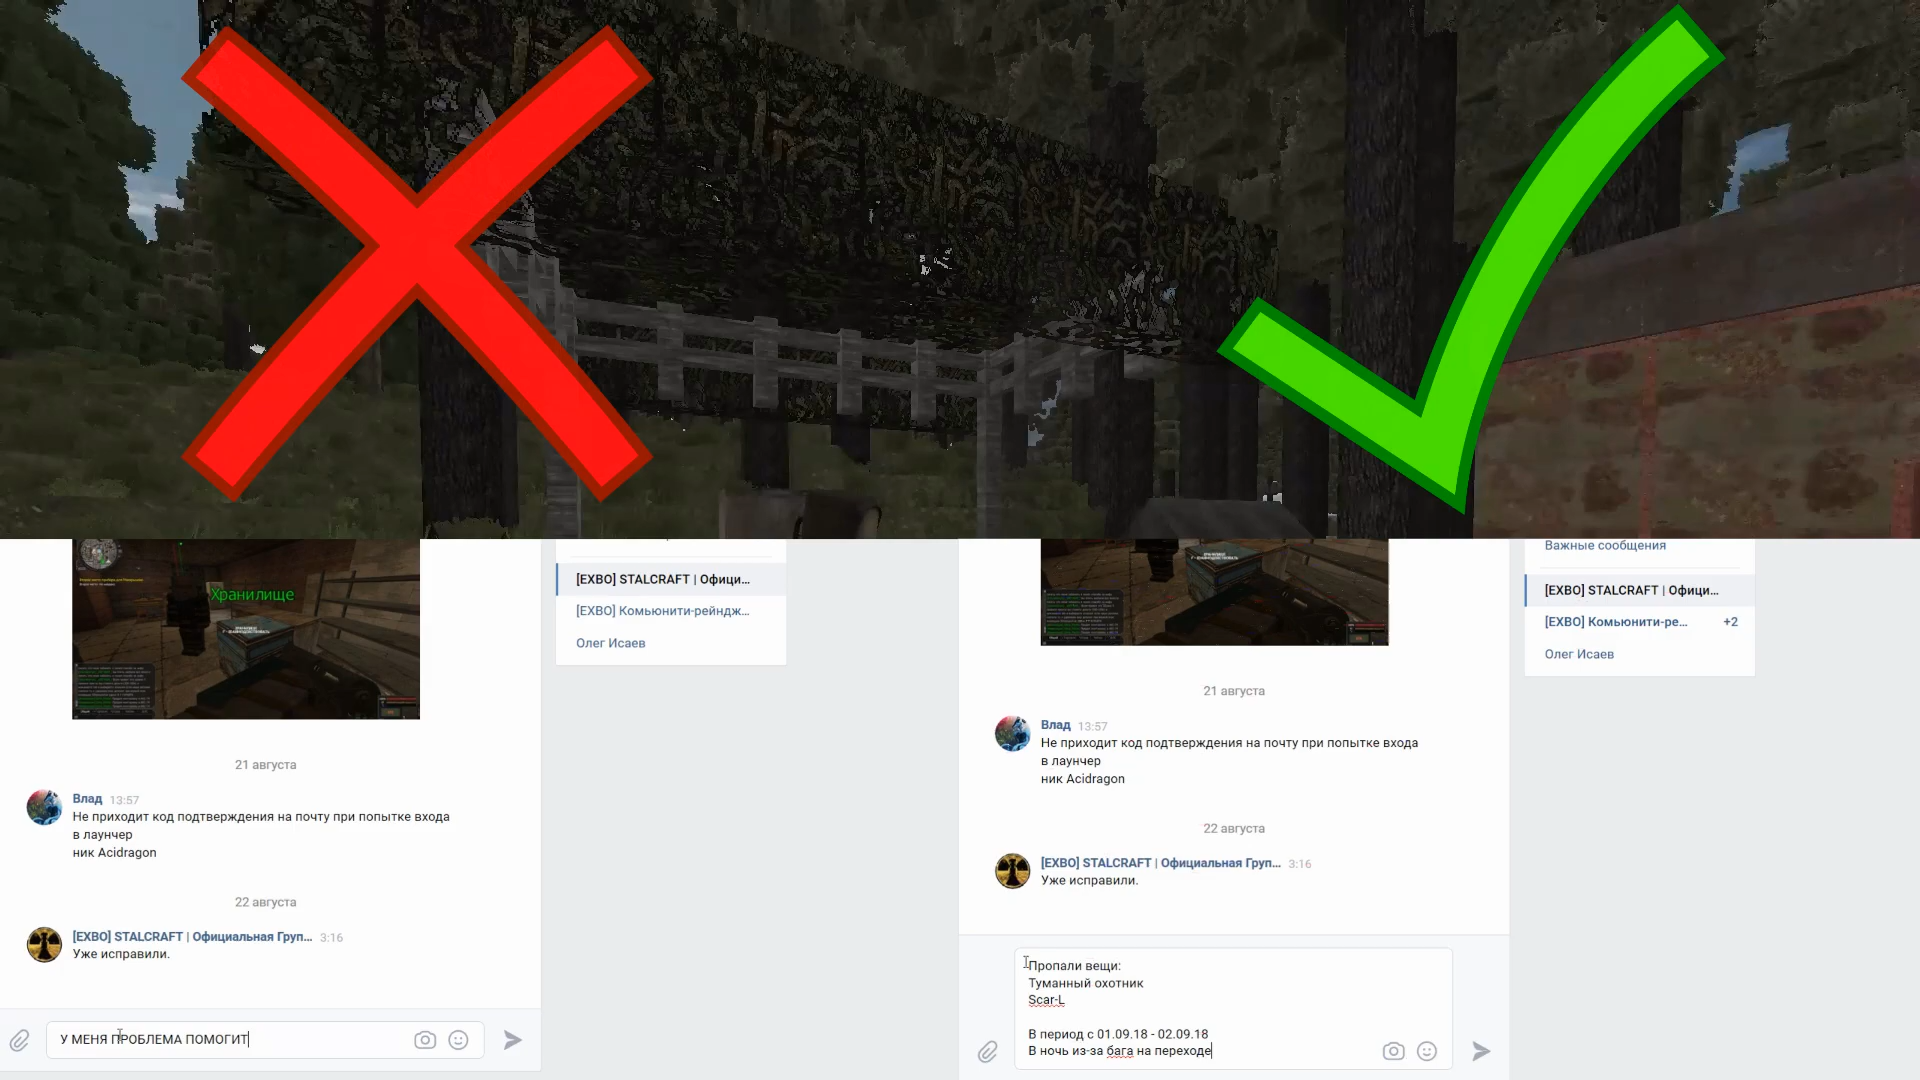 Хранилище
[EXBO] STALCRAFT | Офици...
[EXBO] Комьюнити-рейндж...
Олег Исаев
21 августа
Влад 13:57
Не приходит код подтверждения на почту при попытке входа
в лаунчер
ник Acidragon
22 августа
[EXBO] STALCRAFT | Официальная Груп... 3:16
Уже исправили.
У МЕНЯ ПРОБЛЕМА ПОМОГИТ
Важные сообщения
[EXBO] STALCRAFT | Офици...
[EXBO] Комьюнити-ре... +2
Олег Исаев
21 августа
Влад 13:57
Не приходит код подтверждения на почту при попытке входа
в лаунчер
ник Acidragon
22 августа
[EXBO] STALCRAFT | Официальная Груп... 3:16
Уже исправили.
Пропали вещи:
Туманный охотник
Scar-L
В период с 01.09.18 - 02.09.18
В ночь из-за бага на переходе